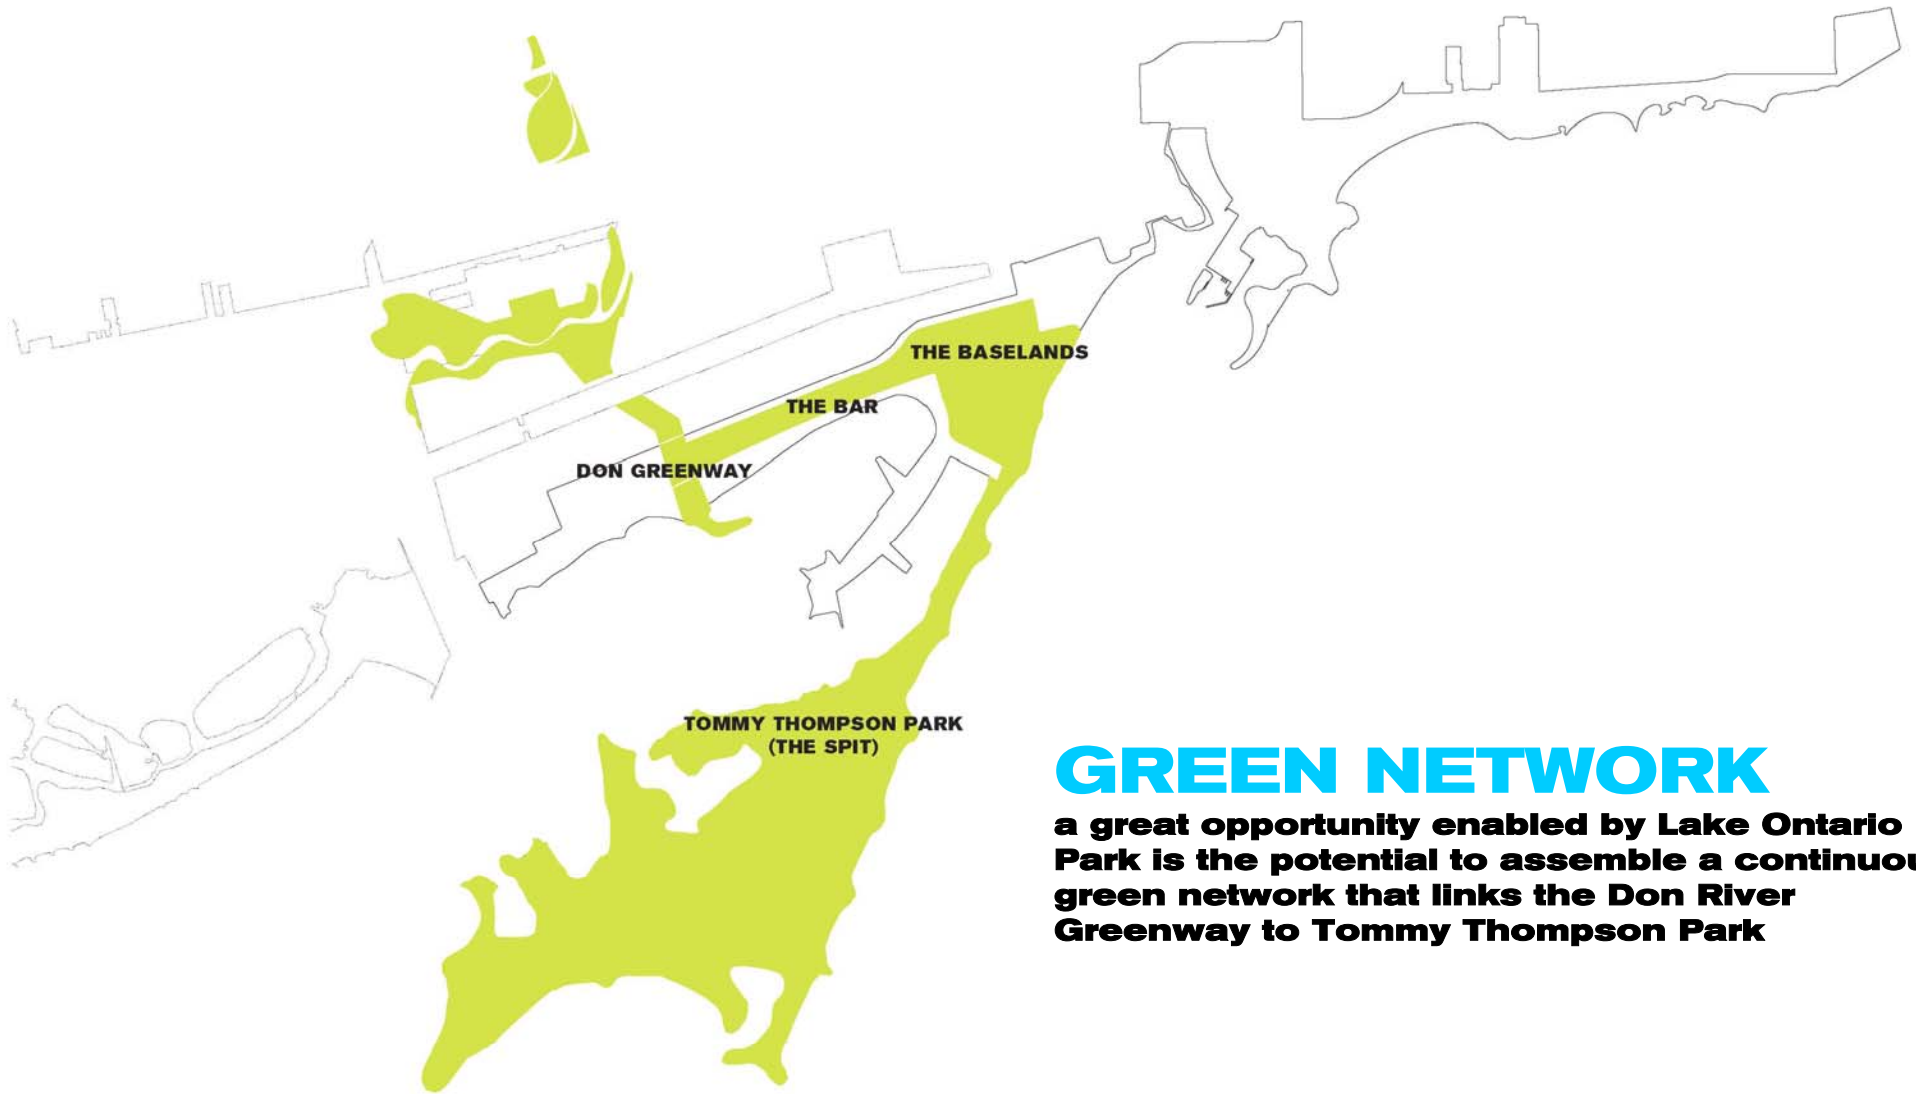 THE BASELANDS
THE BAR
DON GREENWAY
TOMMY THOMPSON PARK
(THE SPIT)
GREEN NETWORK
a great opportunity enabled by Lake Ontario
Park is the potential to assemble a continuou
green network that links the Don River
Greenway to Tommy Thompson Park